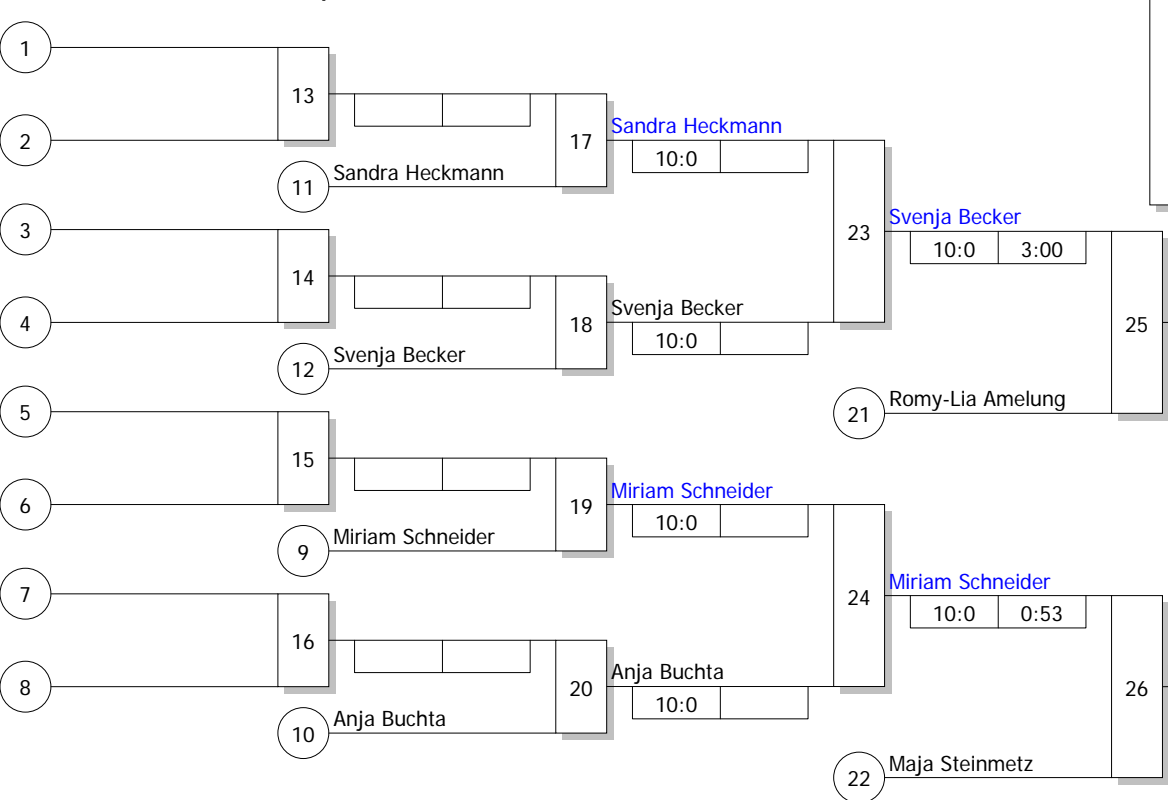 1
13
Sandra Heckmann
2
17
10:0
11
Sandra Heckmann
3
Svenja Becker
23
10:0
3:00
14
Svenja Becker
4
18
10:0
25
12
Svenja Becker
5
21
Romy-Lia Amelung
15
Miriam Schneider
6
19
10:0
9
Miriam Schneider
7
24
Miriam Schneider
10:0
0:53
16
Anja Buchta
8
20
10:0
26
10
Anja Buchta
22
Maja Steinmetz